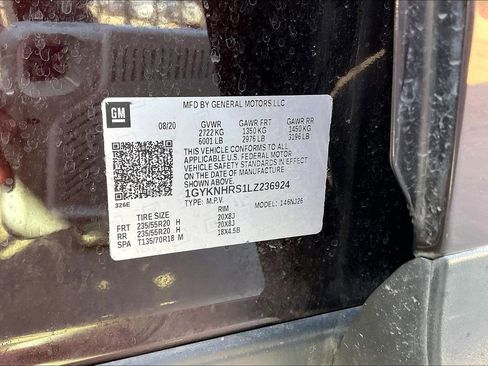 GM
MFD BY GENERAL MOTORS LLC
08/20 GVWR GAWR FRT GAWR RR
2722 KG 1350 KG 1450 KG
6001 LB 2976 LB 3196 LB
THIS VEHICLE CONFORMS TO ALL
APPLICABLE U.S. FEDERAL MOTOR
VEHICLE SAFETY STANDARDS IN EFFECT
ON THE DATE OF MANUFACTURE
SHOWN ABOVE.
1GYKNHRS1LZ236924
TYPE: M.P.V. MODEL: 146NJ26
326E
TIRE SIZE RIM
FRT 235/55R20 H 20X8J
RR 235/55R20 H 20X8J
SPA T135/70R18 M 18X4.5B